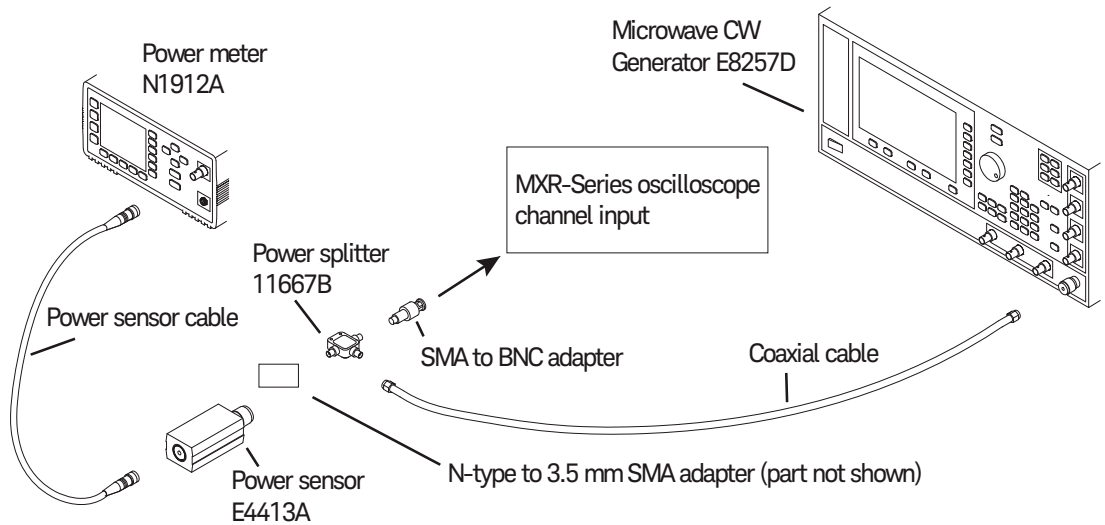 Microwave CW
Generator E8257D
Power meter
N1912A
MXR-Series oscilloscope
channel input
Power splitter
11667B
Power sensor cable
SMA to BNC adapter
Coaxial cable
N-type to 3.5 mm SMA adapter (part not shown)
Power sensor
E4413A